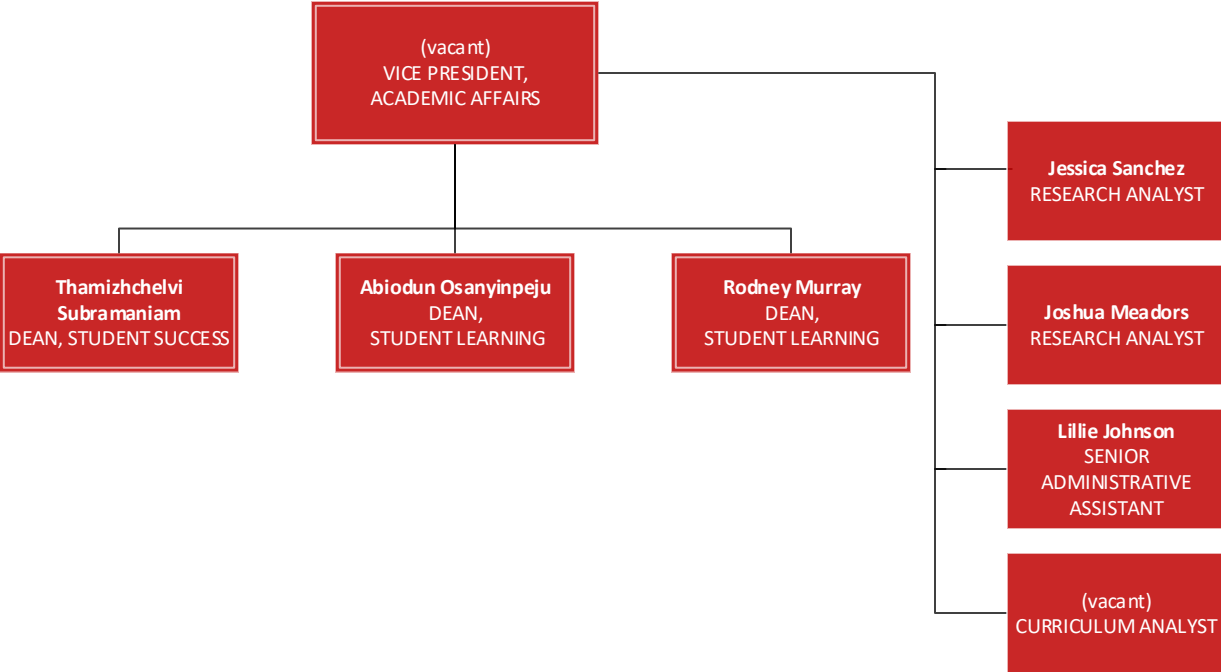 (vacant)
VICE PRESIDENT,
ACADEMIC AFFAIRS
Thamizhchelvi
Subramaniam
DEAN, STUDENT SUCCESS
Abiodun Osanyinpeju
DEAN,
STUDENT LEARNING
Rodney Murray
DEAN,
STUDENT LEARNING
Jessica Sanchez
RESEARCH ANALYST
Joshua Meadors
RESEARCH ANALYST
Lillie Johnson
SENIOR
ADMINISTRATIVE
ASSISTANT
(vacant)
CURRICULUM ANALYST